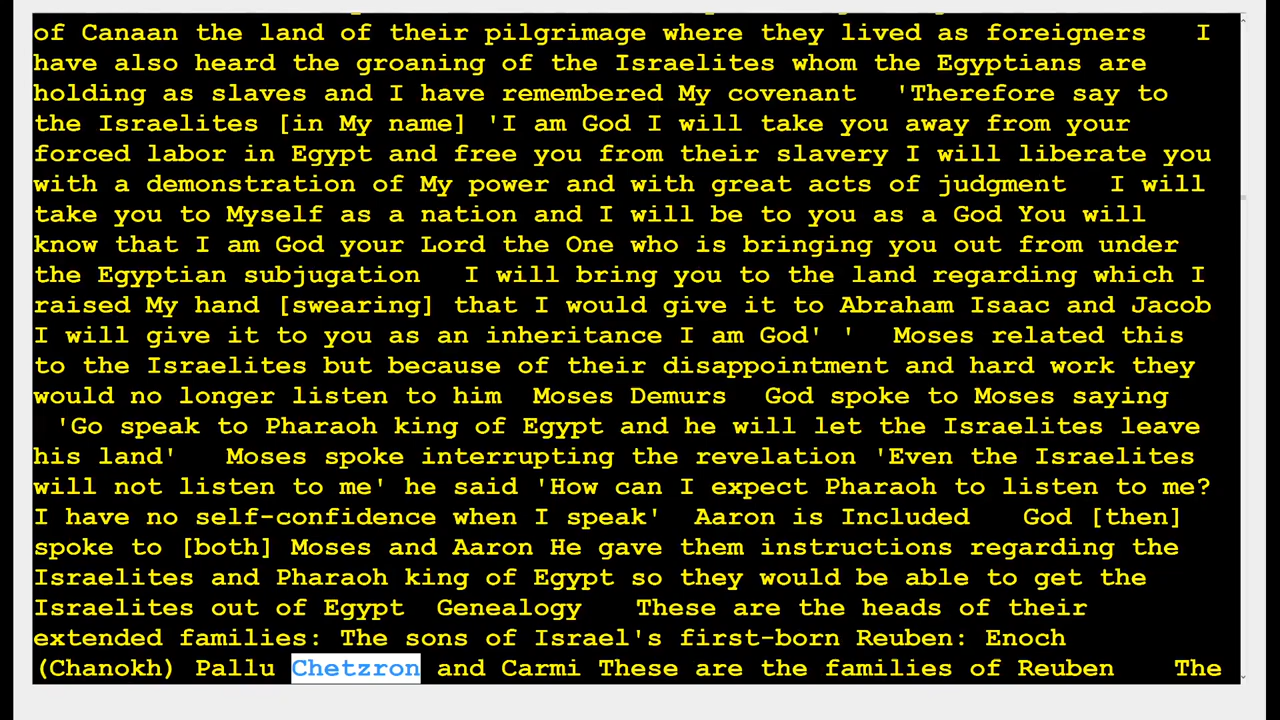 of Canaan the land of their pilgrimage where they lived as foreigners I
have also heard the groaning of the Israelites whom the Egyptians are
holding as slaves and I have remembered My covenant 'Therefore say to
the Israelites [in My name] 'I am God I will take you away from your
forced labor in Egypt and free you from their slavery I will liberate you
with a demonstration of My power and with great acts of judgment I will
take you to Myself as a nation and I will be to you as a God You will
know that I am God your Lord the One who is bringing you out from under
the Egyptian subjugation I will bring you to the land regarding which I
raised My hand [swearing] that I would give it to Abraham Isaac and Jacob
I will give it to you as an inheritance I am God' ' Moses related this
to the Israelites but because of their disappointment and hard work they
would no longer listen to him Moses Demurs God spoke to Moses saying
'Go speak to Pharaoh king of Egypt and he will let the Israelites leave
his land' Moses spoke interrupting the revelation 'Even the Israelites
will not listen to me' he said 'How can I expect Pharaoh to listen to me?
I have no self-confidence when I speak' Aaron is Included God [then]
spoke to [both] Moses and Aaron He gave them instructions regarding the
Israelites and Pharaoh king of Egypt so they would be able to get the
Israelites out of Egypt Genealogy These are the heads of their
extended families: The sons of Israel's first-born Reuben: Enoch
(Chanokh) Pallu Chetzron and Carmi These are the families of Reuben The